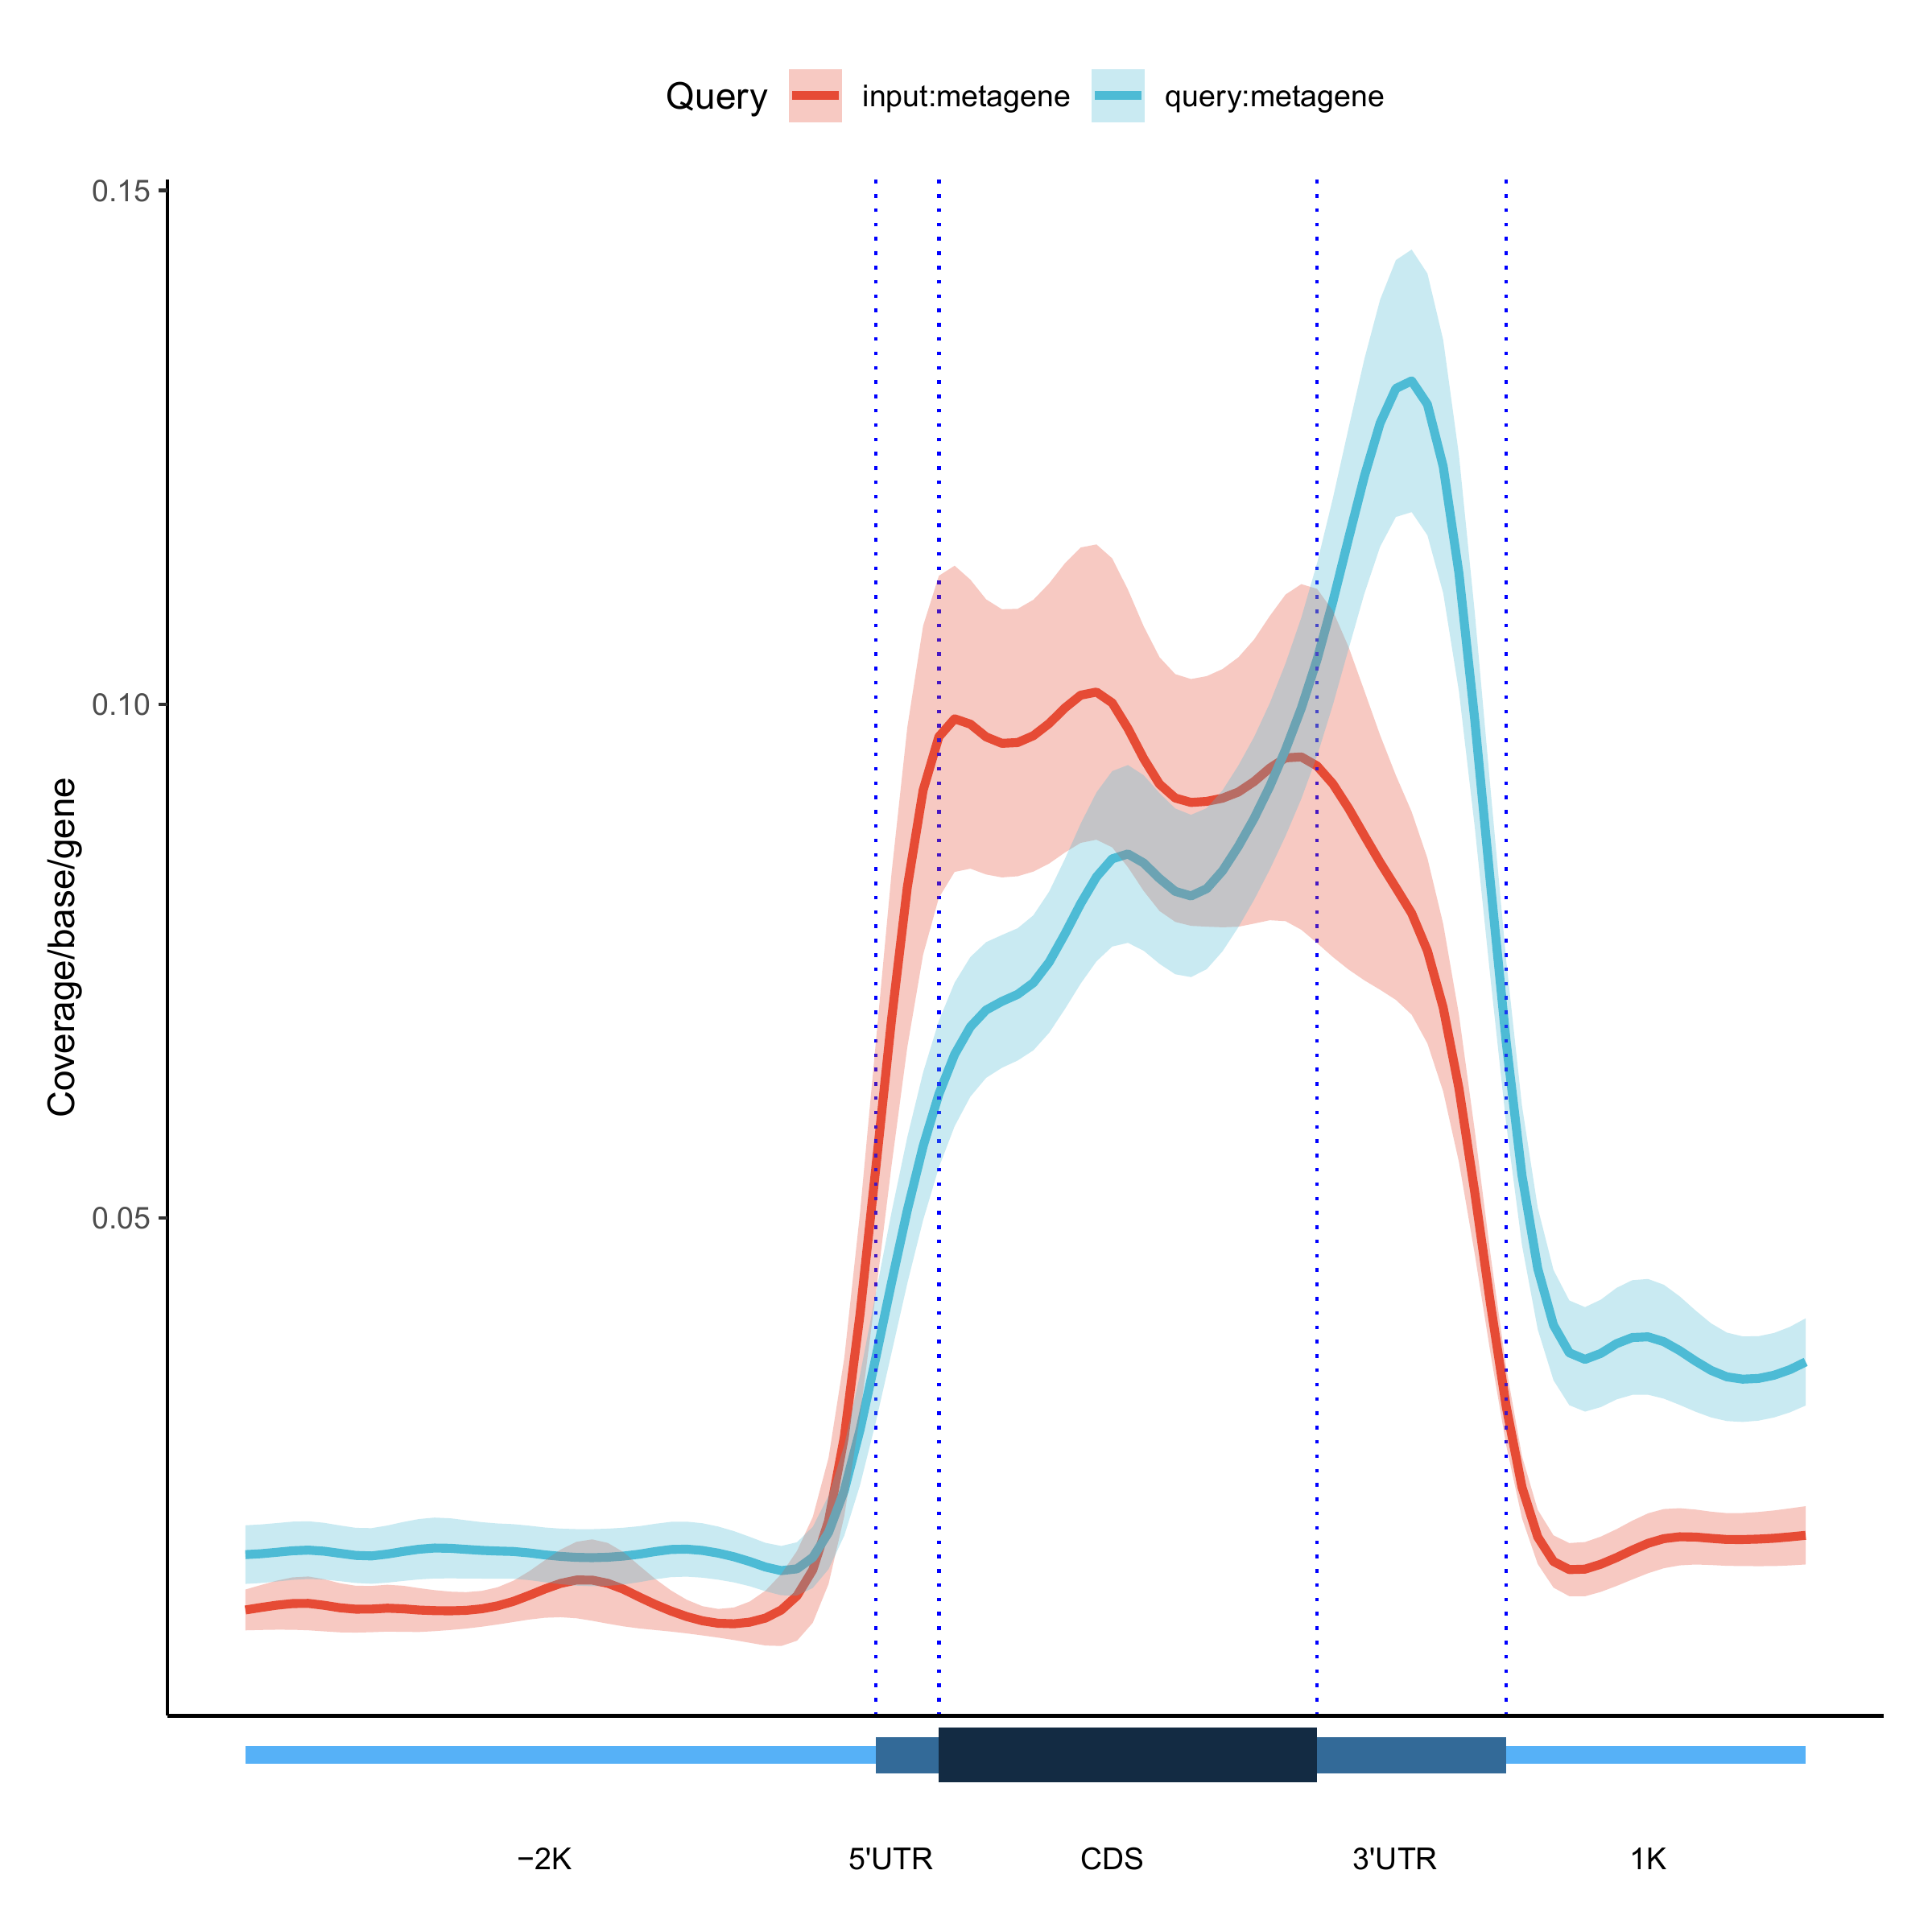 Query input:metagene query:metagene
0.15
0.10
0.05
Coverage/base/gene
−2K 5'UTR CDS 3'UTR 1K